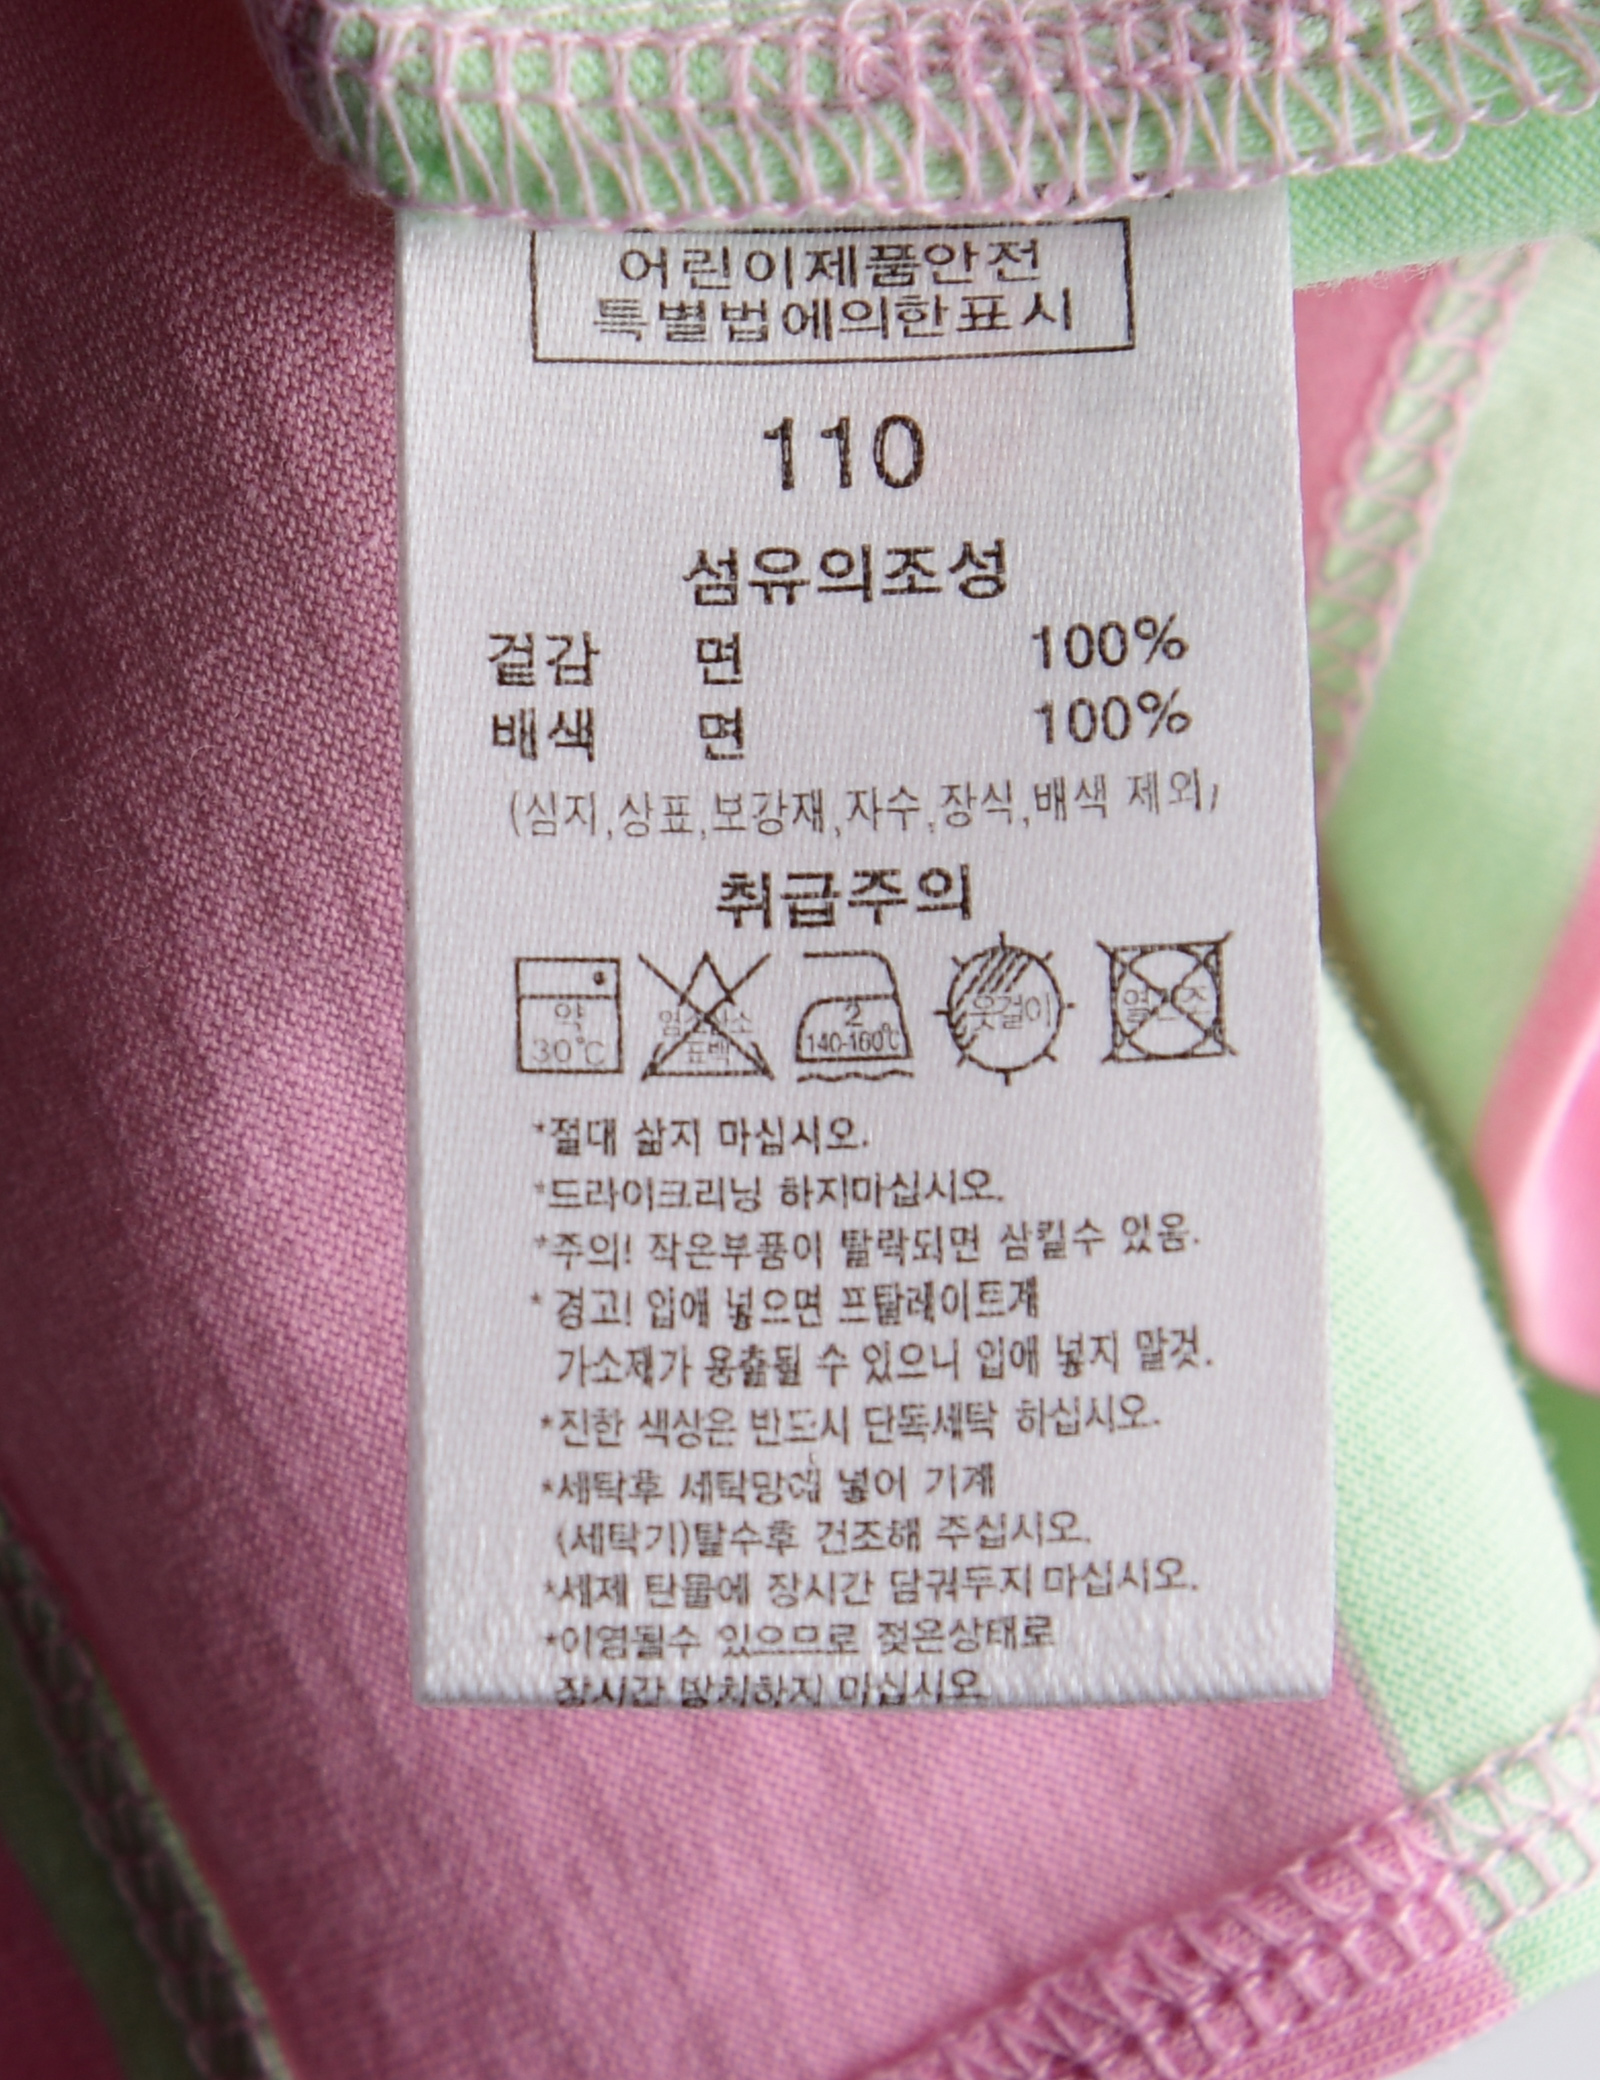 어린이제품안전
특별법에의한표시
110
섬유의조성
겉감 면 100%
배색 면 100%
(심지,상표,보강재,자수,장식,배색 제외)
취급주의
약
30℃
염소산소
표백
2
140-160℃
옷걸이
열건조
*절대 삶지 마십시오.
*드라이크리닝 하지마십시오.
*주의! 작은부품이 탈락되면 삼킬수 있음.
* 경고! 입에 넣으면 프탈레이트계
가소제가 용출될 수 있으니 입에 넣지 말것.
*진한 색상은 반드시 단독세탁 하십시오.
*세탁후 세탁망에 넣어 기계
(세탁기)탈수후 건조해 주십시오.
*세제 탄물에 장시간 담궈두지 마십시오.
*이염될수 있으므로 젖은상태로
장시간 방치하지 마십시오.